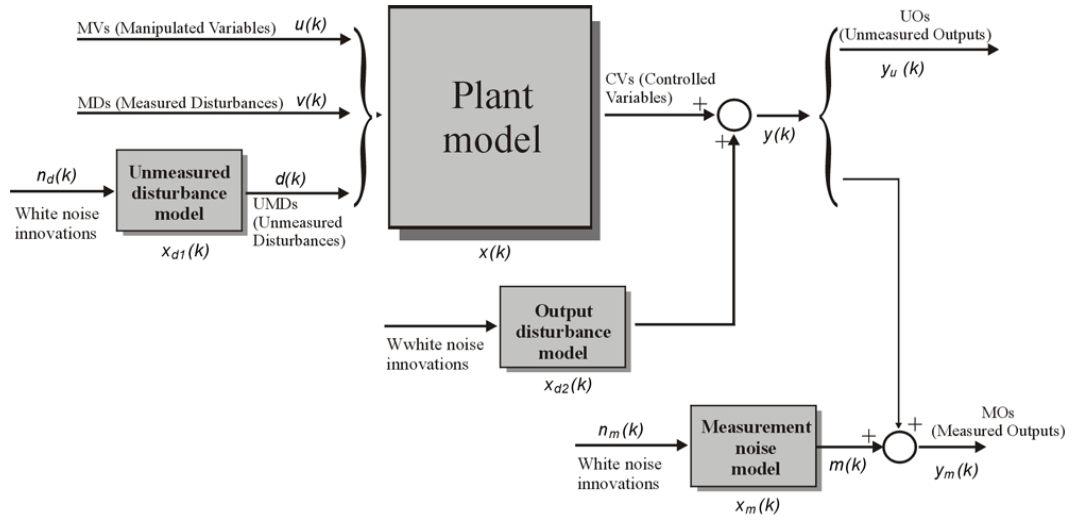 MVs (Manipulated Variables) u(k)
MDs (Measured Disturbances) v(k)
n_d(k)
White noise
innovations
Unmeasured
disturbance
model
x_d1(k)
d(k)
UMDs
(Unmeasured
Disturbances)
Plant
model
x(k)
CVs (Controlled
Variables)
+
+
y(k)
UOs
(Unmeasured Outputs)
y_u (k)
Wwhite noise
innovations
Output
disturbance
model
x_d2(k)
n_m(k)
White noise
innovations
Measurement
noise
model
x_m(k)
m(k)
+
+
MOs
(Measured Outputs)
y_m(k)